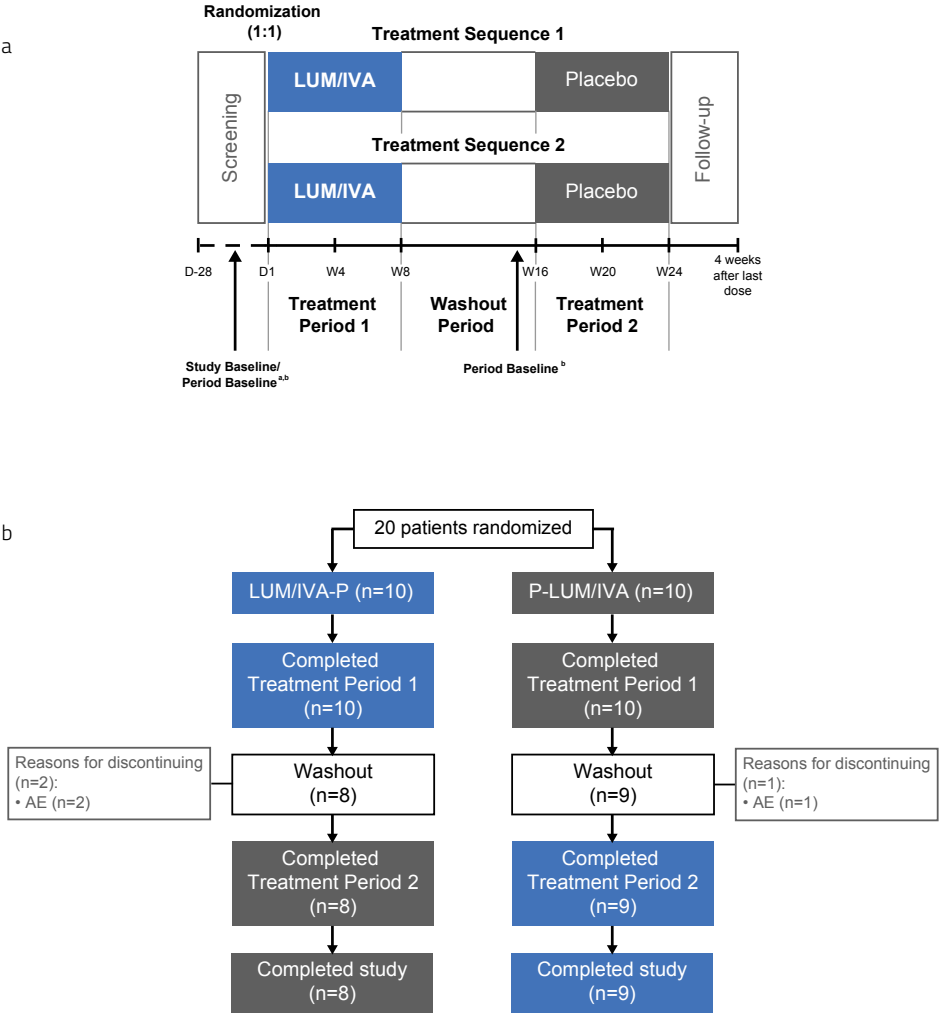 a
Randomization
(1:1)
Treatment Sequence 1
Screening
LUM/IVA
Placebo
Follow-up
Treatment Sequence 2
LUM/IVA
Placebo
D-28
D1
W4
W8
W16
W20
W24
4 weeks
after last
dose
Treatment
Period 1
Washout
Period
Treatment
Period 2
Study Baseline/
Period Baseline a,b
Period Baseline b
b
20 patients randomized
LUM/IVA-P (n=10)
P-LUM/IVA (n=10)
Completed
Treatment Period 1
(n=10)
Completed
Treatment Period 1
(n=10)
Reasons for discontinuing
(n=2):
• AE (n=2)
Washout
(n=8)
Washout
(n=9)
Reasons for discontinuing
(n=1):
• AE (n=1)
Completed
Treatment Period 2
(n=8)
Completed
Treatment Period 2
(n=9)
Completed study
(n=8)
Completed study
(n=9)